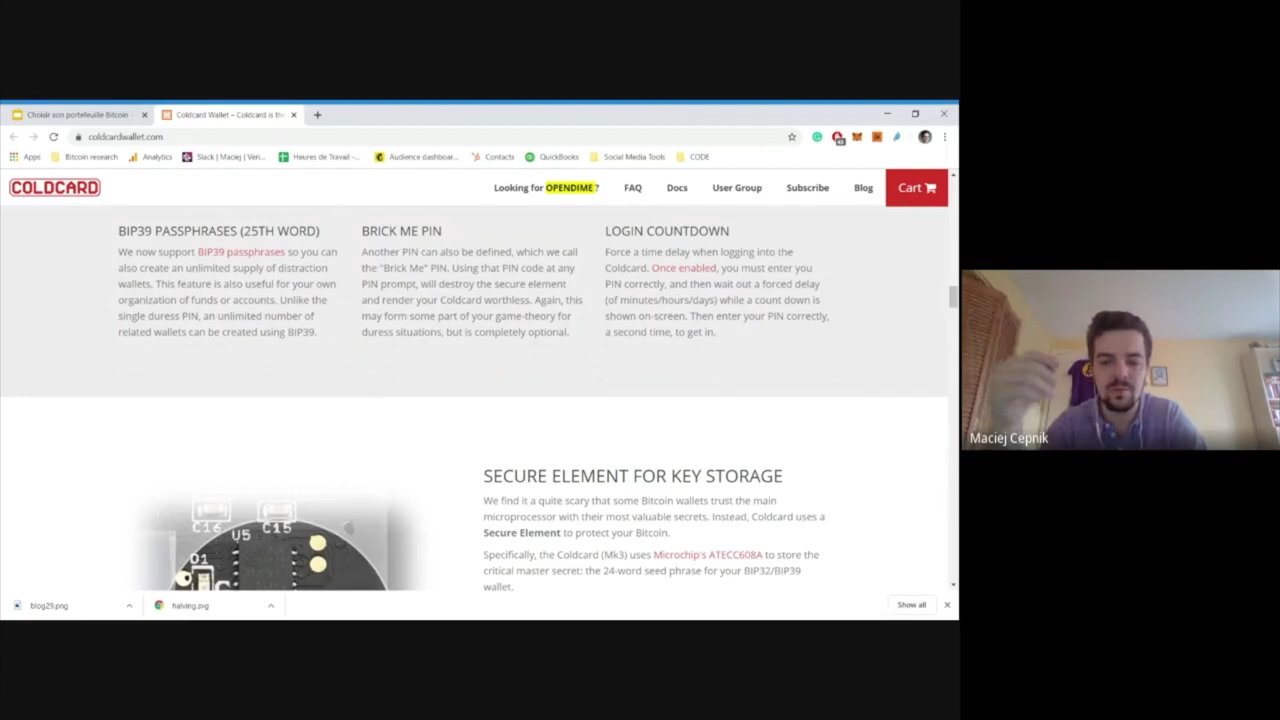 Choisir son portefeuille Bitcoin -
Coldcard Wallet – Coldcard is the
coldcardwallet.com
Apps
Bitcoin research
Analytics
Slack | Maciej | Veri...
Heures de Travail -...
Audience dashboar...
Contacts
QuickBooks
Social Media Tools
CODE
COLDCARD
Looking for OPENDIME ?
FAQ
Docs
User Group
Subscribe
Blog
Cart
BIP39 PASSPHRASES (25TH WORD)
We now support BIP39 passphrases so you can
also create an unlimited supply of distraction
wallets. This feature is also useful for your own
organization of funds or accounts. Unlike the
single duress PIN, an unlimited number of
related wallets can be created using BIP39.
BRICK ME PIN
Another PIN can also be defined, which we call
the "Brick Me" PIN. Using that PIN code at any
PIN prompt, will destroy the secure element
and render your Coldcard worthless. Again, this
may form some part of your game-theory for
duress situations, but is completely optional.
LOGIN COUNTDOWN
Force a time delay when logging into the
Coldcard. Once enabled, you must enter you
PIN correctly, and then wait out a forced delay
(of minutes/hours/days) while a count down is
shown on-screen. Then enter your PIN correctly,
a second time, to get in.
C16
C15
U5
D1
SECURE ELEMENT FOR KEY STORAGE
We find it a quite scary that some Bitcoin wallets trust the main
microprocessor with their most valuable secrets. Instead, Coldcard uses a
Secure Element to protect your Bitcoin.
Specifically, the Coldcard (Mk3) uses Microchip's ATECC608A to store the
critical master secret: the 24-word seed phrase for your BIP32/BIP39
wallet.
Maciej Cepnik
blog29.png
halving.svg
Show all